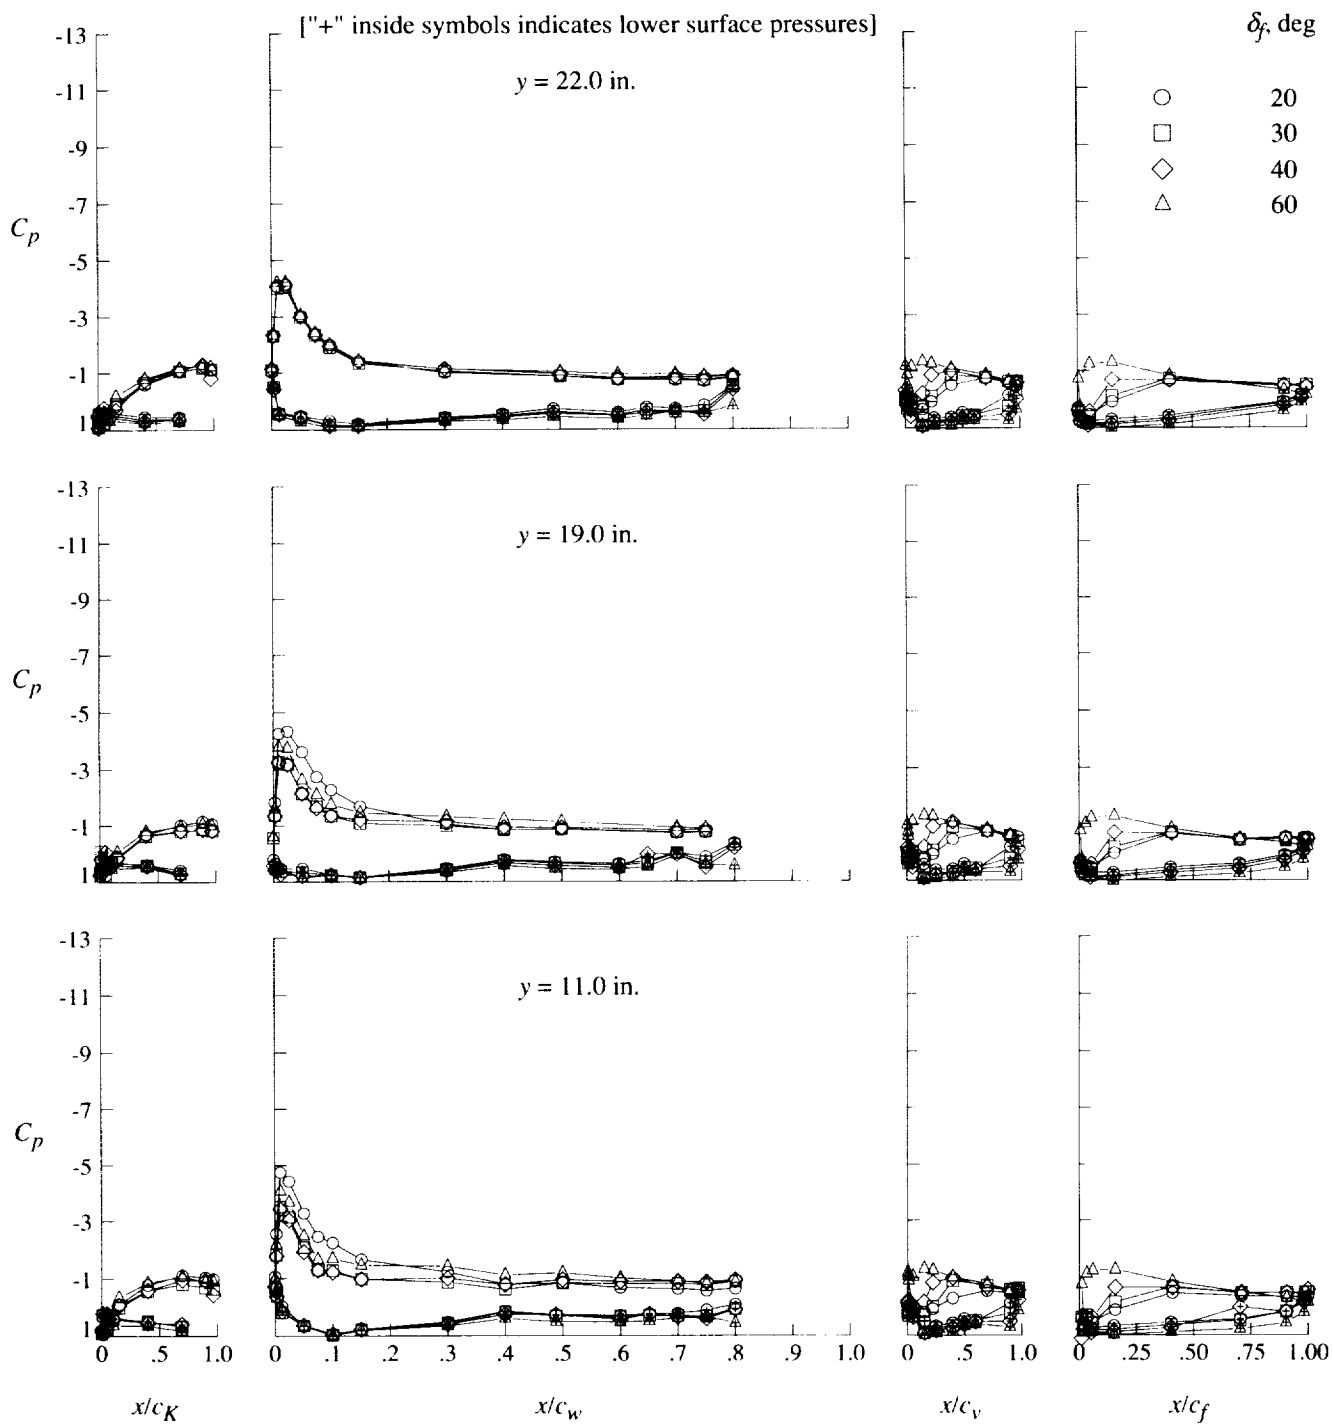 ["+" inside symbols indicates lower surface pressures]
δf, deg
20
30
40
60
y = 22.0 in.
-13
-11
-9
-7
-5
-3
-1
1
Cp
y = 19.0 in.
-13
-11
-9
-7
-5
-3
-1
1
Cp
y = 11.0 in.
-13
-11
-9
-7
-5
-3
-1
1
Cp
0 .5 1.0 0 .1 .2 .3 .4 .5 .6 .7 .8 .9 1.0 0 .5 1.0 0 .25 .50 .75 1.00
x/cK x/cw x/cv x/cf